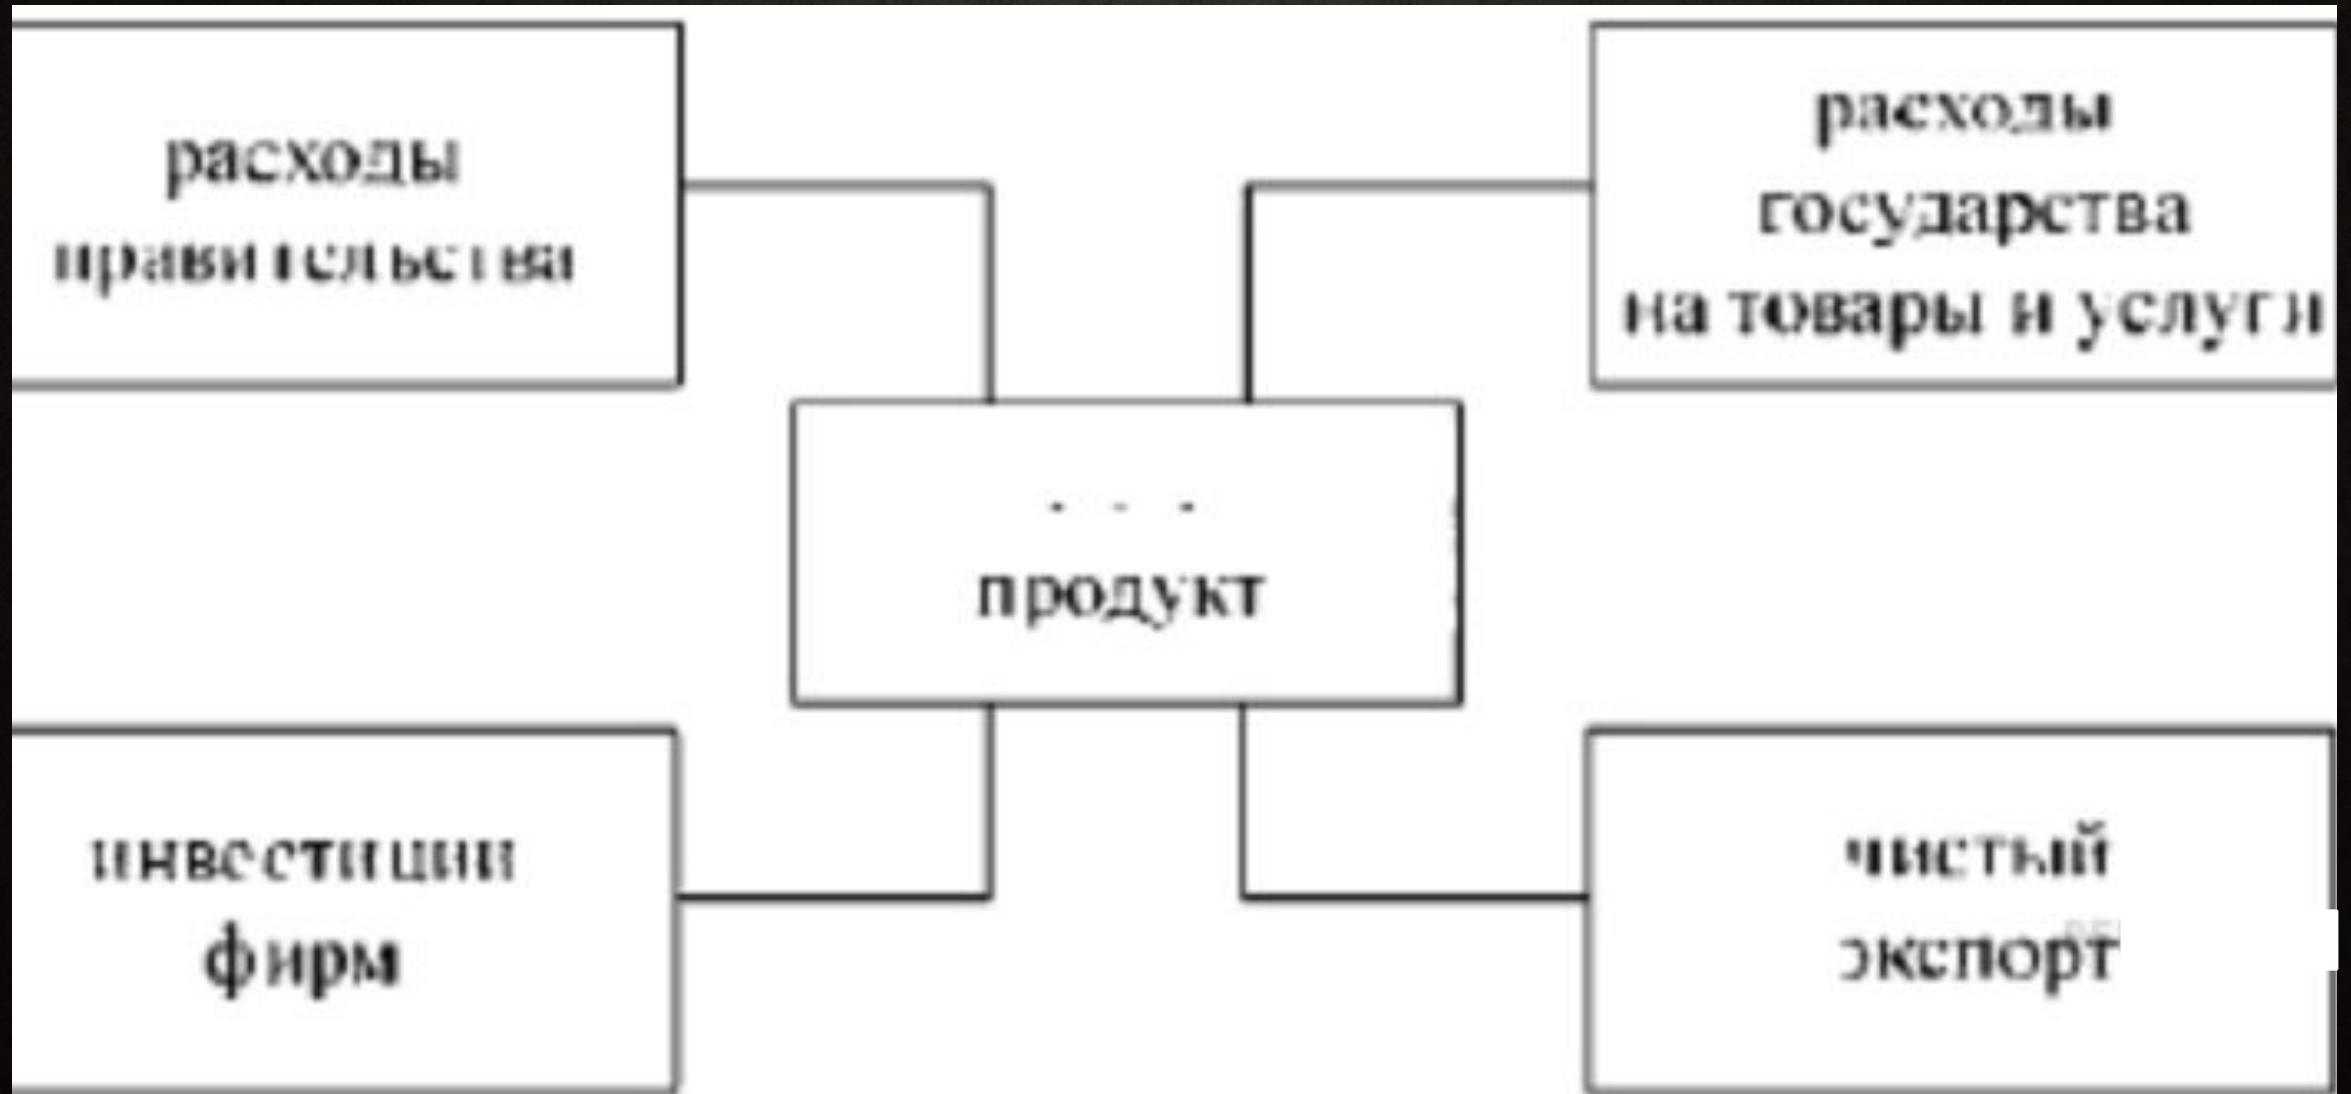 расходы
правительства
расходы
государства
на товары и услуги
. . .
продукт
инвестиции
фирм
чистый
экспорт